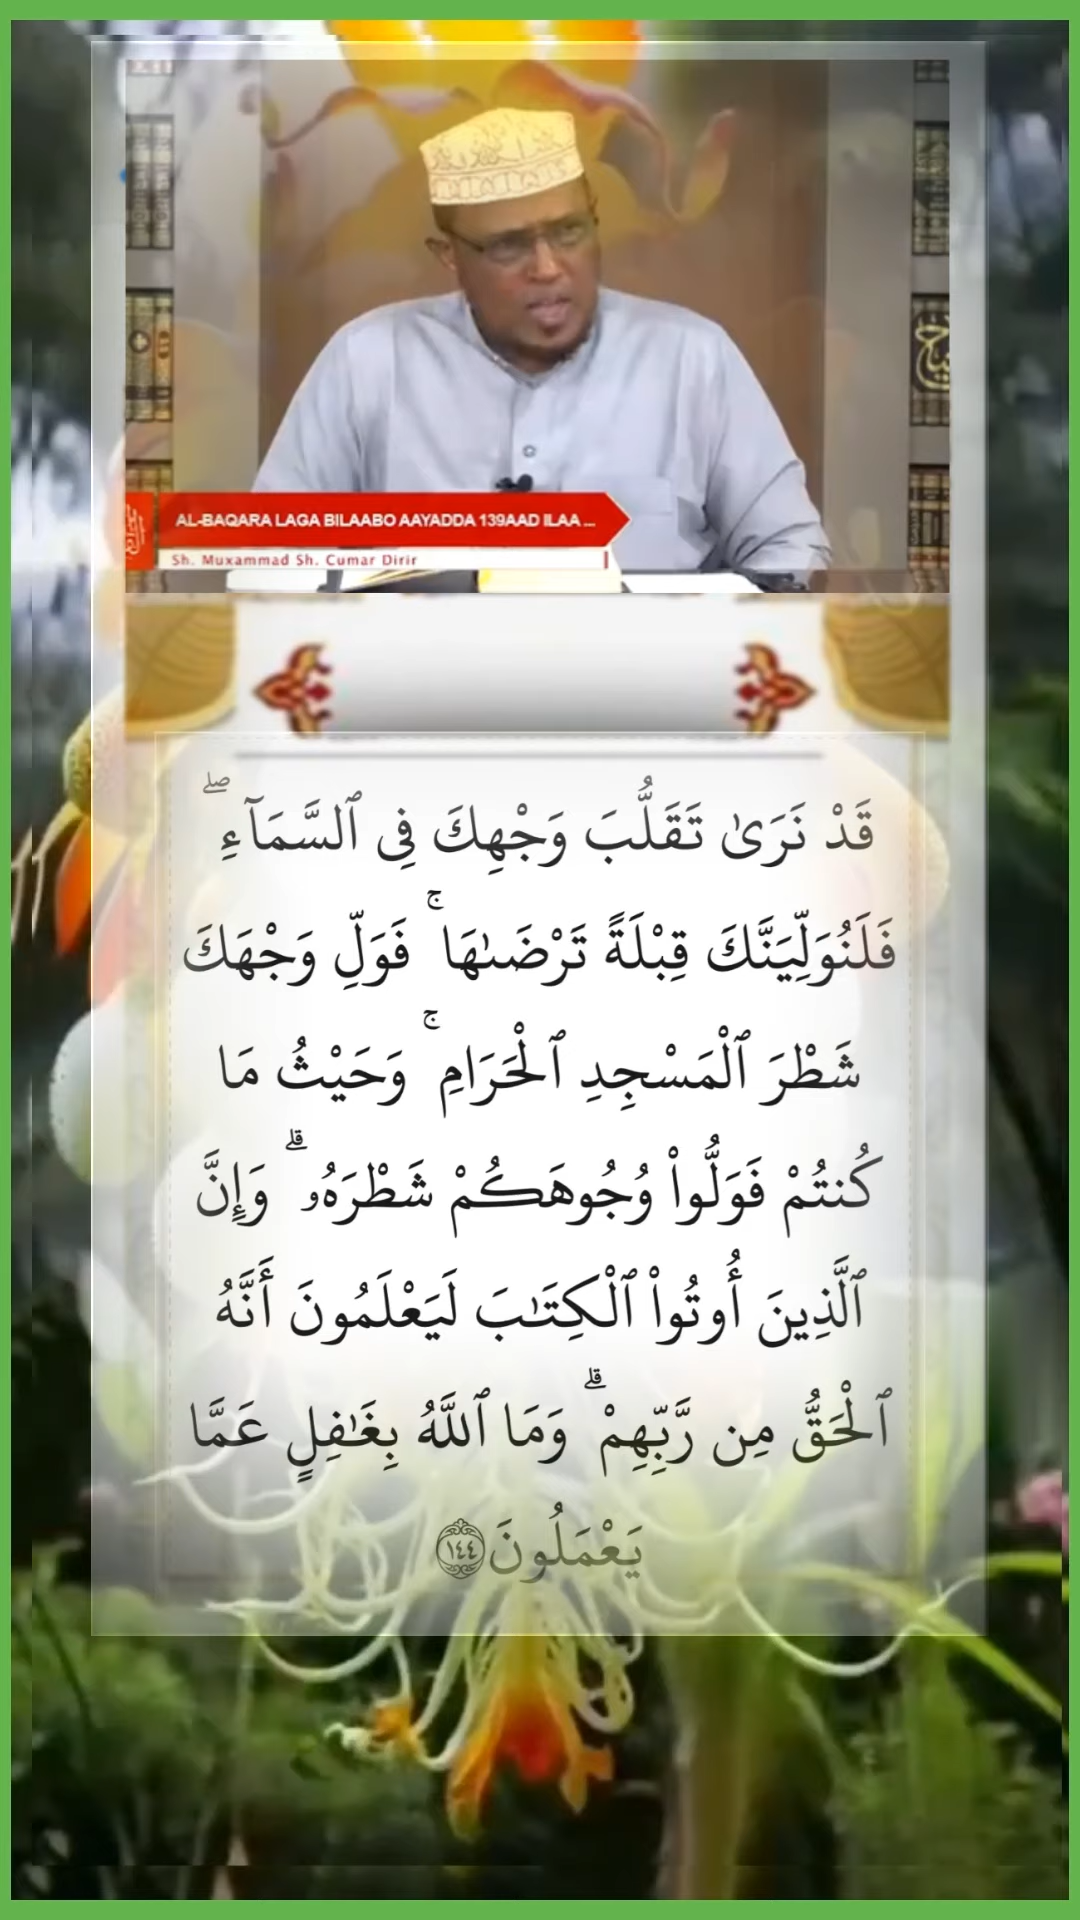 AL-BAQARA LAGA BILAABO AAYADDA 139AAD ILAA ...
Sh. Muxammad Sh. Cumar Dirir
قَدْ نَرَىٰ تَقَلُّبَ وَجْهِكَ فِى ٱلسَّمَآءِ ۖ
فَلَنُوَلِّيَنَّكَ قِبْلَةً تَرْضَىٰهَا ۚ فَوَلِّ وَجْهَكَ
شَطْرَ ٱلْمَسْجِدِ ٱلْحَرَامِ ۚ وَحَيْثُ مَا
كُنتُمْ فَوَلُّوا۟ وُجُوهَكُمْ شَطْرَهُۥ ۗ وَإِنَّ
ٱلَّذِينَ أُوتُوا۟ ٱلْكِتَـٰبَ لَيَعْلَمُونَ أَنَّهُ
ٱلْحَقُّ مِن رَّبِّهِمْ ۗ وَمَا ٱللَّهُ بِغَـٰفِلٍ عَمَّا
يَعْمَلُونَ ١٤٤